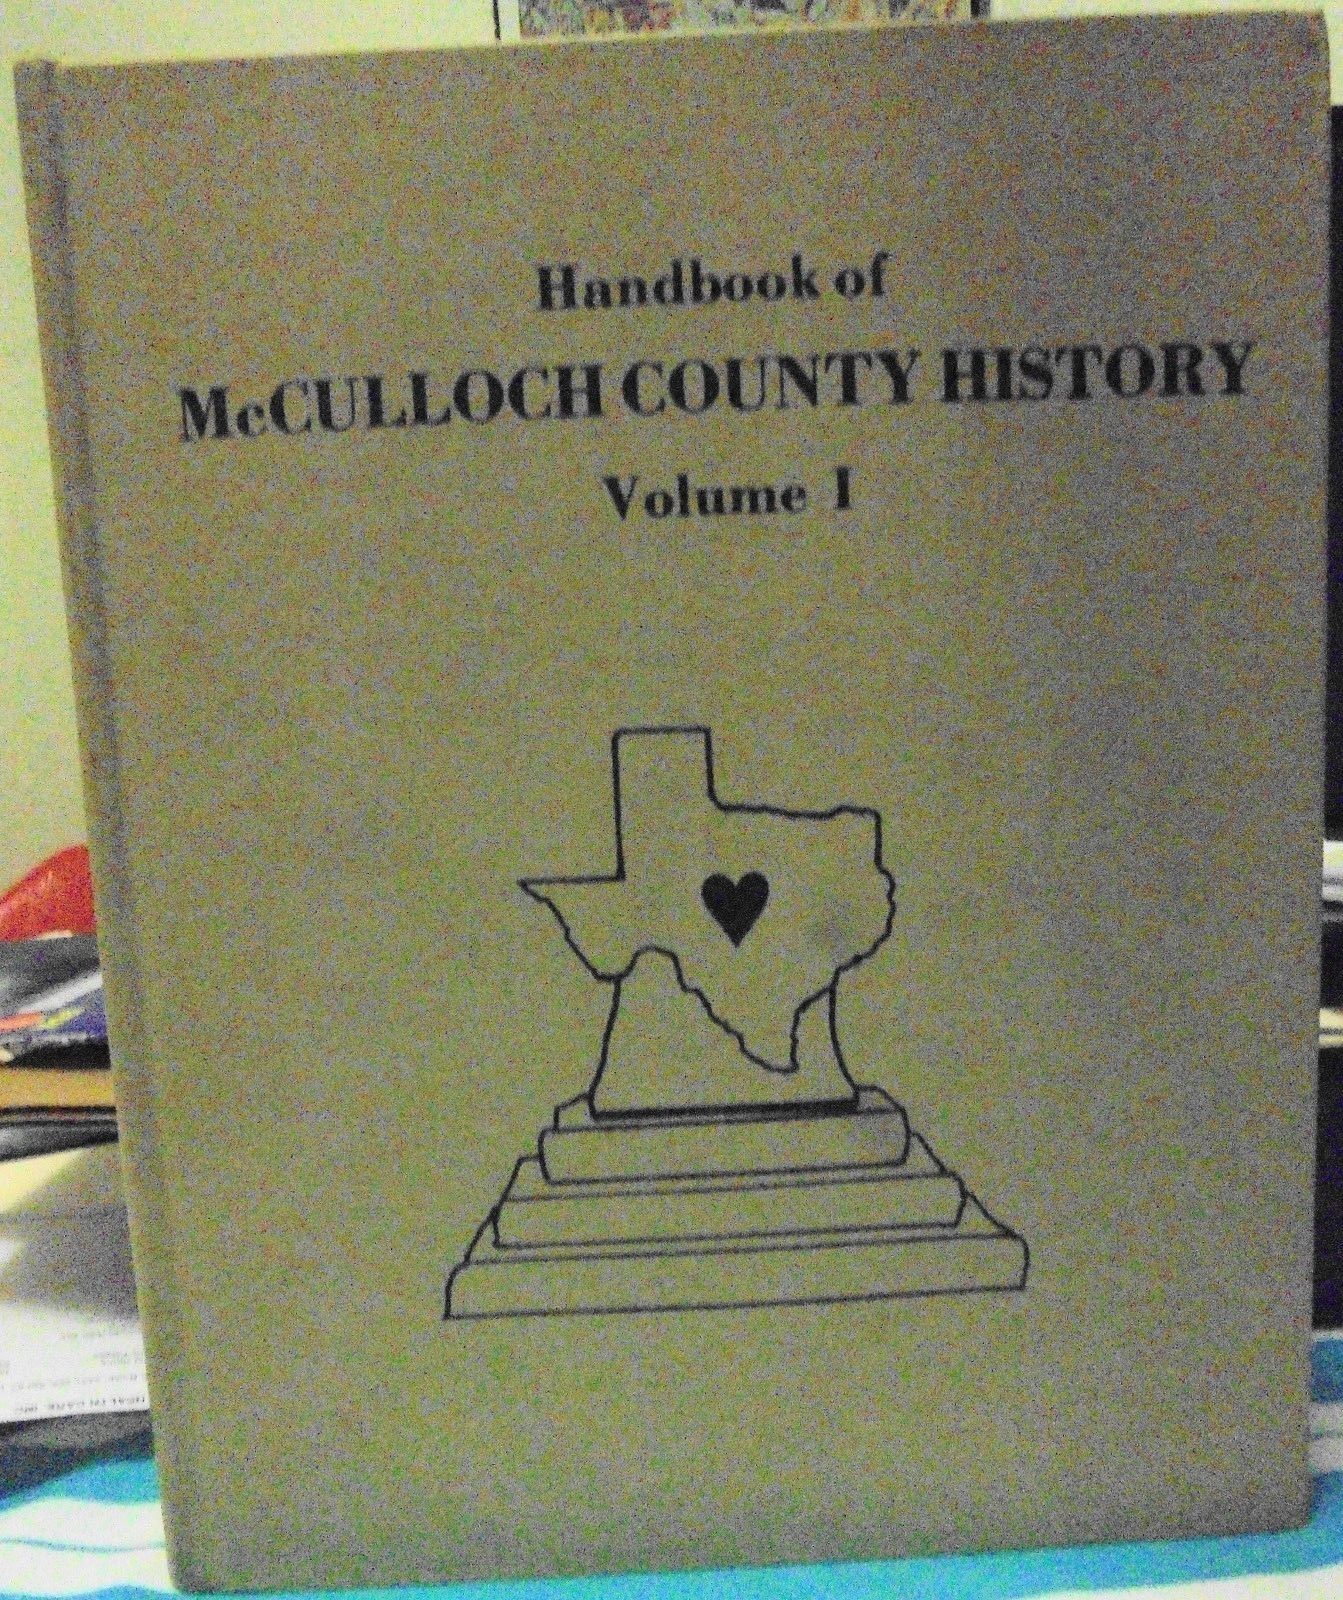 Handbook of
McCULLOCH COUNTY HISTORY
Volume I